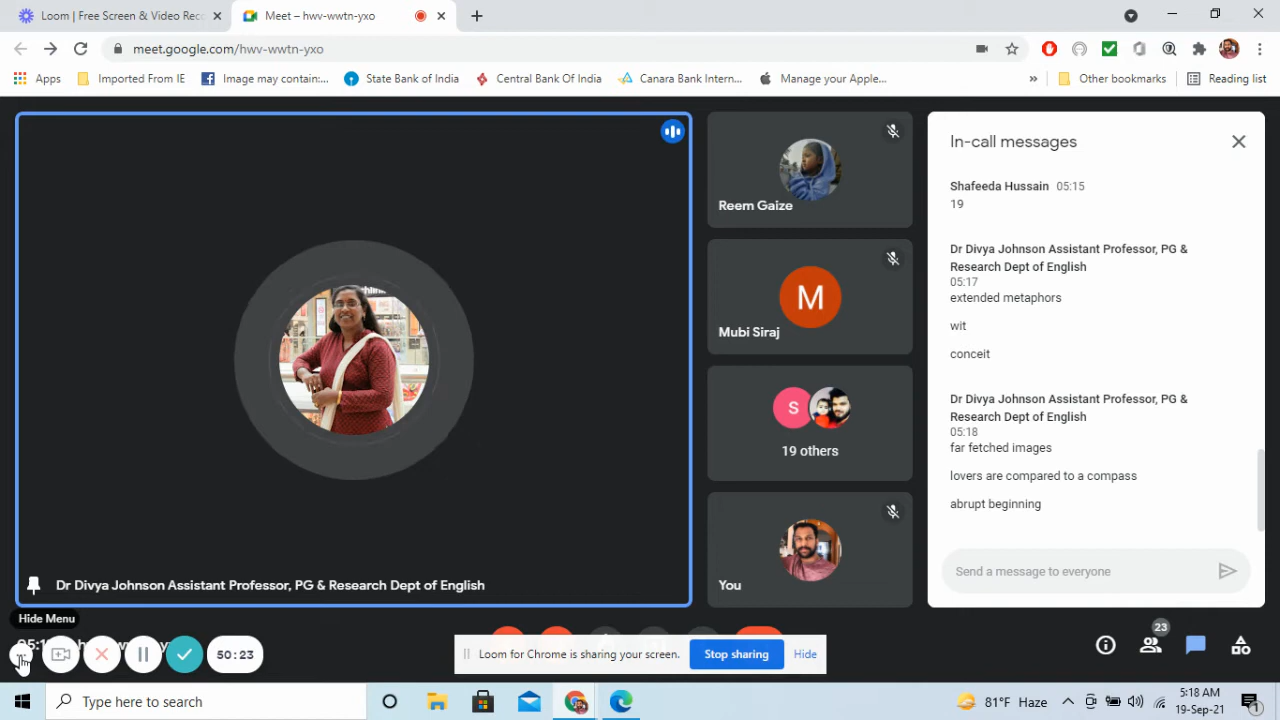 Loom | Free Screen & Video Reco
Meet – hwv-wwtn-yxo
meet.google.com/hwv-wwtn-yxo
Apps
Imported From IE
Image may contain:...
State Bank of India
Central Bank Of India
Canara Bank Intern...
Manage your Apple...
»
Other bookmarks
Reading list
In-call messages
Shafeeda Hussain 05:15
19
Dr Divya Johnson Assistant Professor, PG &
Research Dept of English
05:17
extended metaphors
wit
conceit
Dr Divya Johnson Assistant Professor, PG &
Research Dept of English
05:18
far fetched images
lovers are compared to a compass
abrupt beginning
Send a message to everyone
Reem Gaize
M
Mubi Siraj
S
19 others
You
Dr Divya Johnson Assistant Professor, PG & Research Dept of English
Hide Menu
50:23
Loom for Chrome is sharing your screen.
Stop sharing
Hide
23
Type here to search
81°F Haze
5:18 AM
19-Sep-21
1